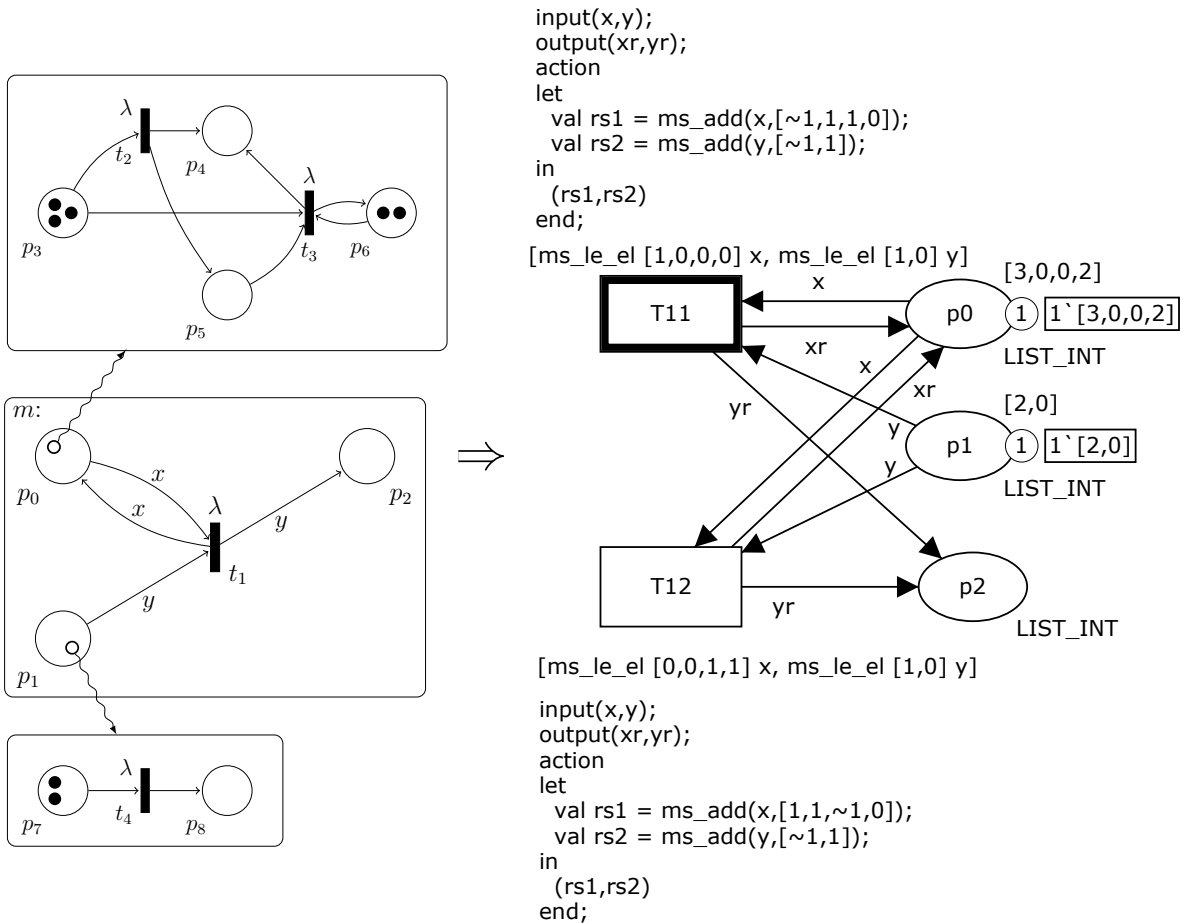 λ
t₂
p₄
λ
p₃
t₃
p₆
p₅
m:
p₀
x
x
λ
p₂
y
t₁
y
p₁
λ
p₇
t₄
p₈
⇒
input(x,y);
output(xr,yr);
action
let
val rs1 = ms_add(x,[~1,1,1,0]);
val rs2 = ms_add(y,[~1,1]);
in
(rs1,rs2)
end;
[ms_le_el [1,0,0,0] x, ms_le_el [1,0] y]
T11
x
xr
p0
[3,0,0,2]
1
1`[3,0,0,2]
LIST_INT
x
xr
yr
y
y
p1
[2,0]
1
1`[2,0]
LIST_INT
T12
yr
p2
LIST_INT
[ms_le_el [0,0,1,1] x, ms_le_el [1,0] y]
input(x,y);
output(xr,yr);
action
let
val rs1 = ms_add(x,[1,1,~1,0]);
val rs2 = ms_add(y,[~1,1]);
in
(rs1,rs2)
end;